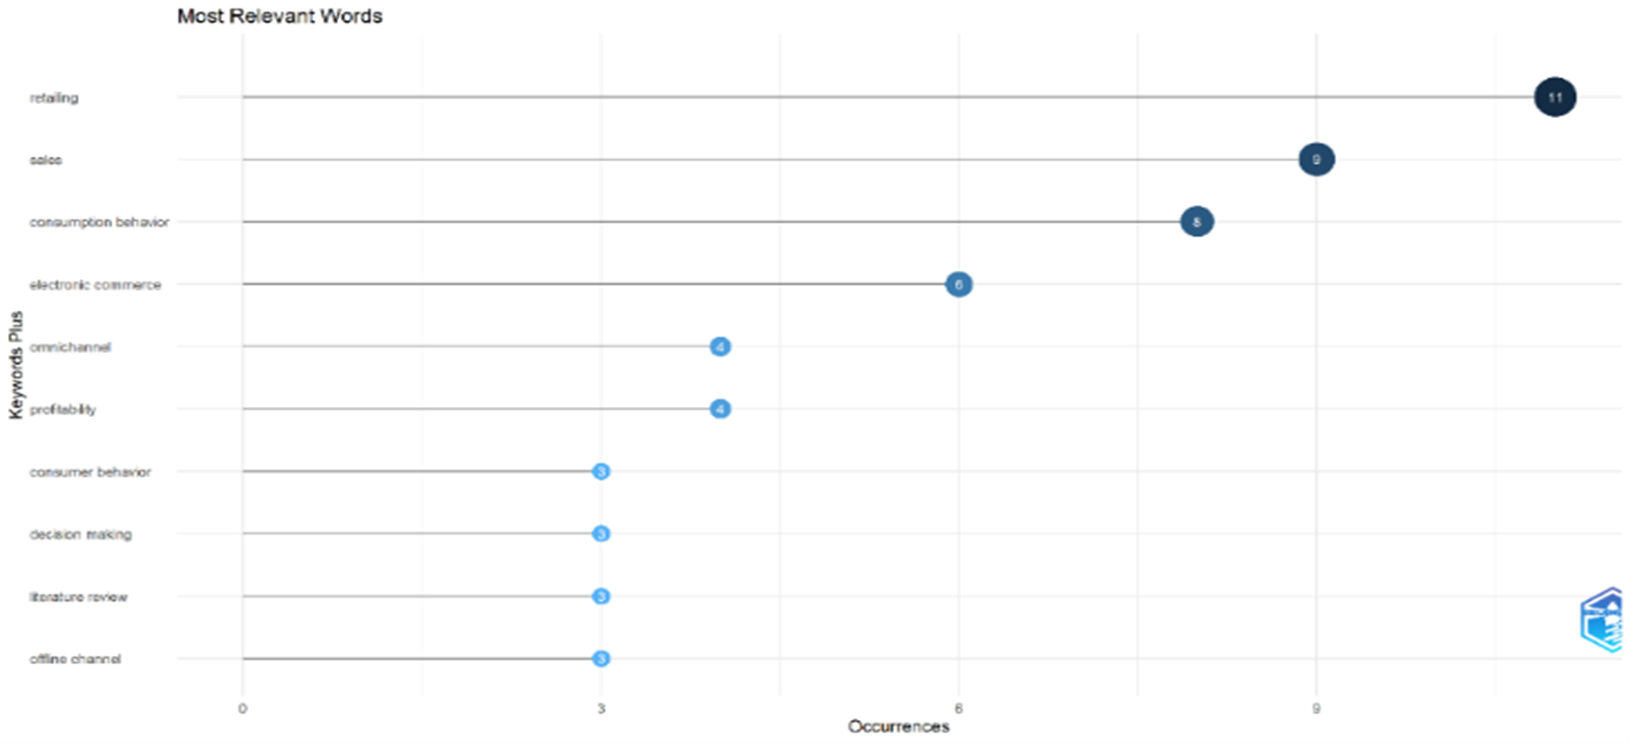 Most Relevant Words
retailing 11
sales 9
consumption behavior 8
electronic commerce 6
omnichannel 4
profitability 4
consumer behavior 3
decision making 3
literature review 3
offline channel 3
Keywords Plus
0 3 6 9
Occurrences